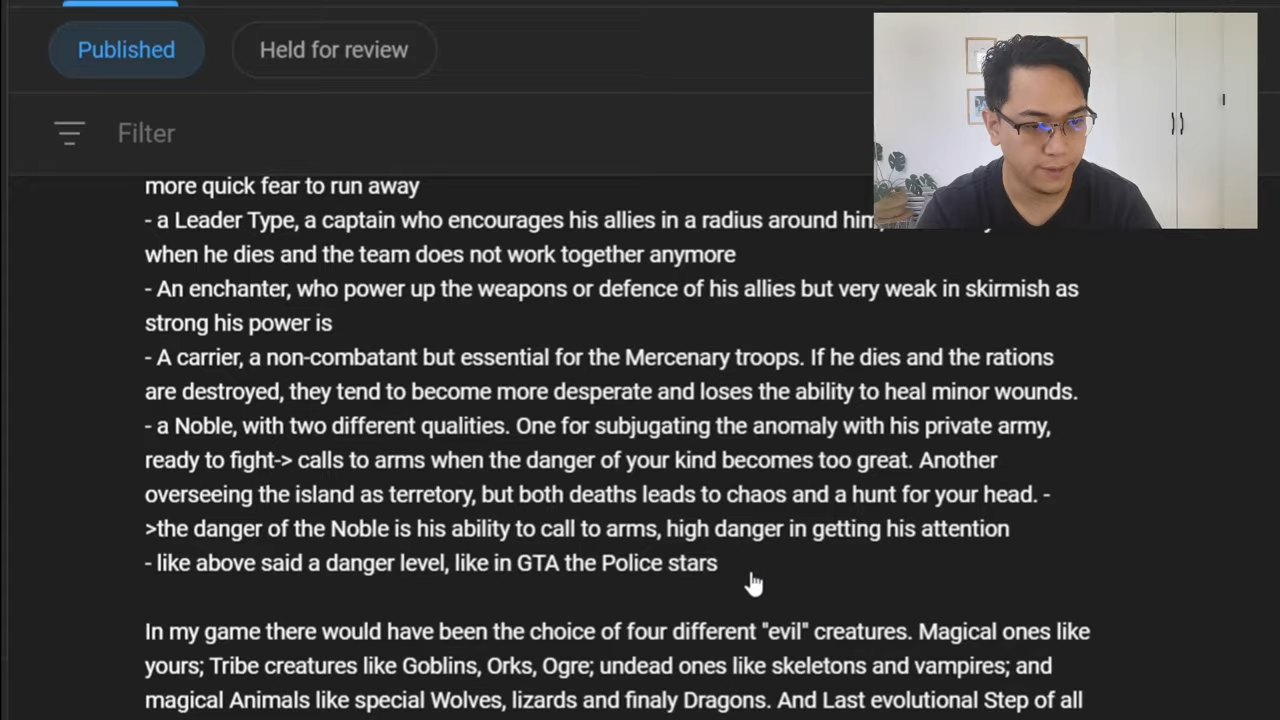 Published
Held for review
Filter
more quick fear to run away
- a Leader Type, a captain who encourages his allies in a radius around him,
when he dies and the team does not work together anymore
- An enchanter, who power up the weapons or defence of his allies but very weak in skirmish as
strong his power is
- A carrier, a non-combatant but essential for the Mercenary troops. If he dies and the rations
are destroyed, they tend to become more desperate and loses the ability to heal minor wounds.
- a Noble, with two different qualities. One for subjugating the anomaly with his private army,
ready to fight-> calls to arms when the danger of your kind becomes too great. Another
overseeing the island as terretory, but both deaths leads to chaos and a hunt for your head. -
>the danger of the Noble is his ability to call to arms, high danger in getting his attention
- like above said a danger level, like in GTA the Police stars
In my game there would have been the choice of four different "evil" creatures. Magical ones like
yours; Tribe creatures like Goblins, Orks, Ogre; undead ones like skeletons and vampires; and
magical Animals like special Wolves, lizards and finaly Dragons. And Last evolutional Step of all